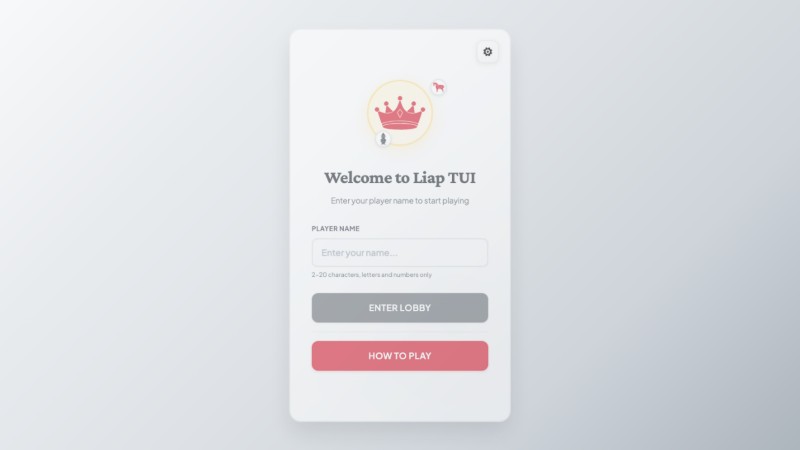 Welcome to Liap TUI
Enter your player name to start playing
PLAYER NAME
Enter your name...
2-20 characters, letters and numbers only
ENTER LOBBY
HOW TO PLAY